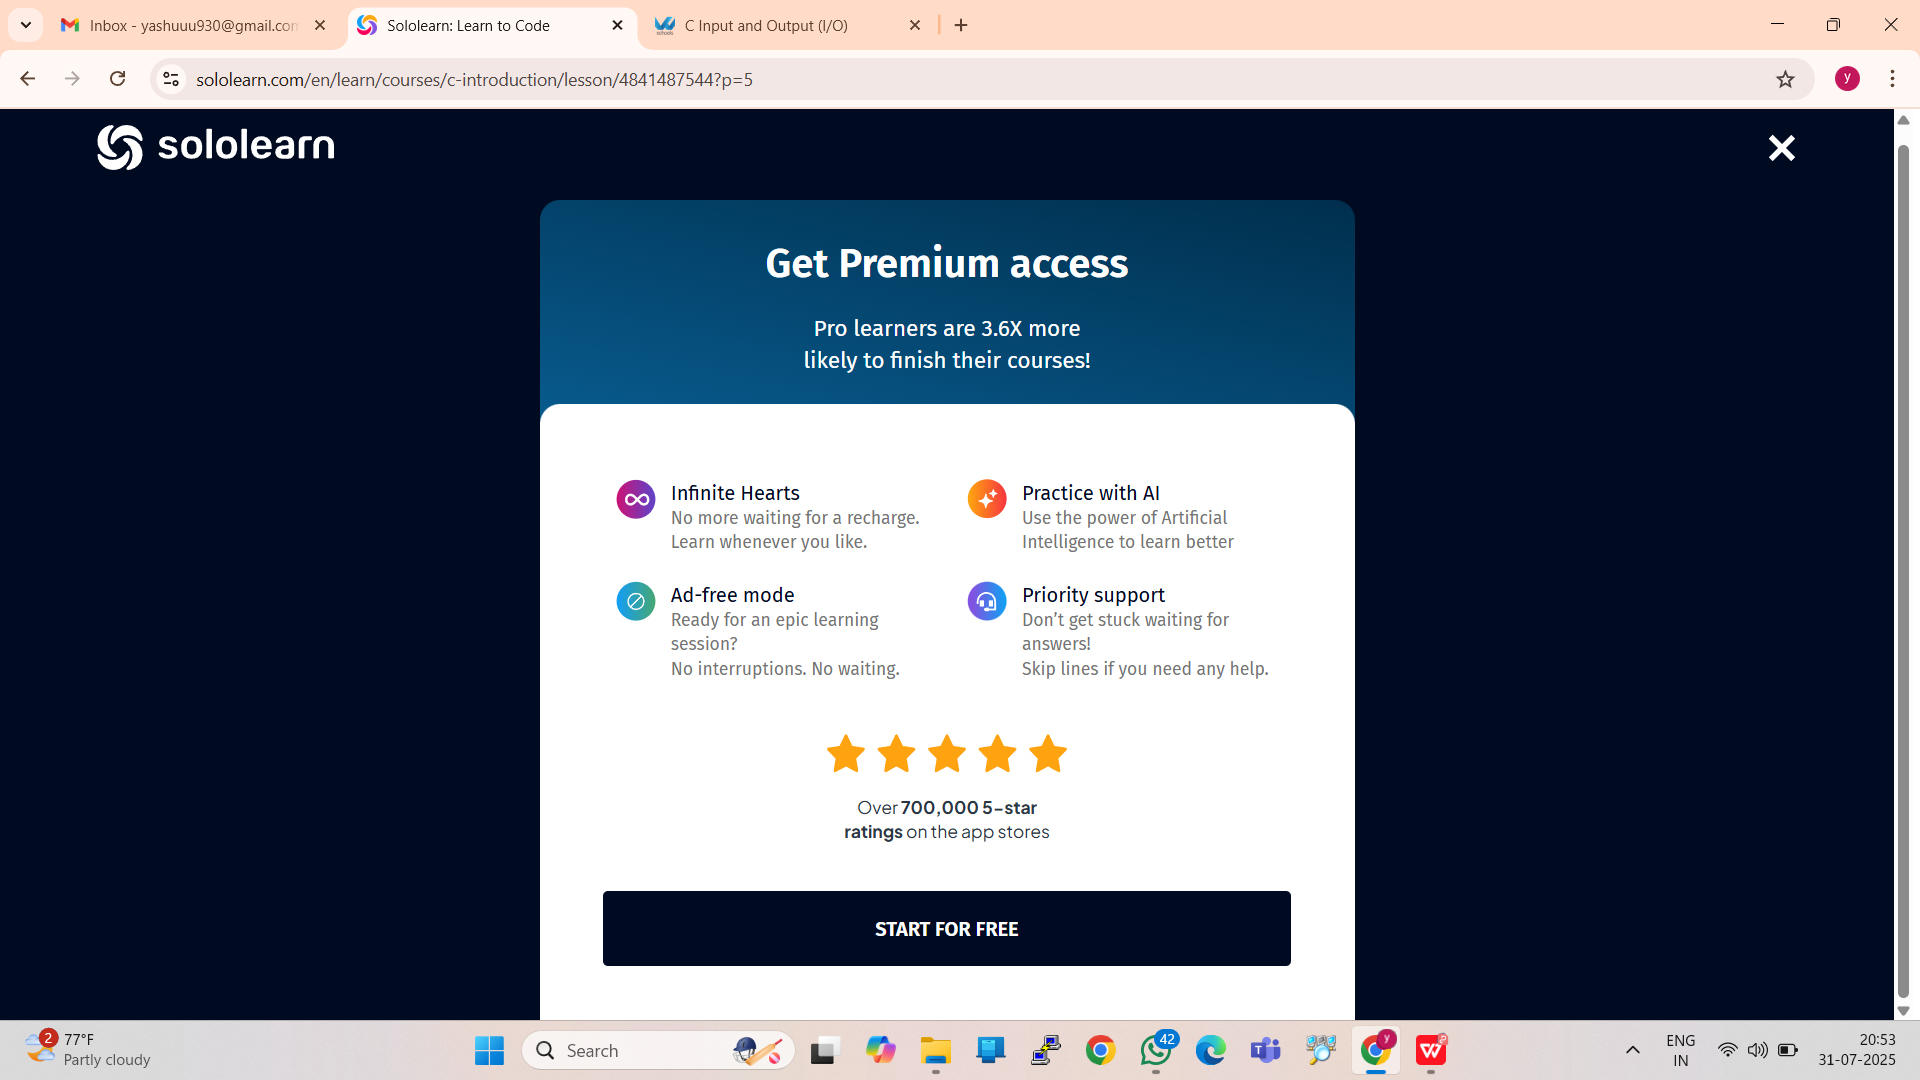 Inbox - yashuuu930@gmail.con
Sololearn: Learn to Code
schools
C Input and Output (I/O)
sololearn.com/en/learn/courses/c-introduction/lesson/4841487544?p=5
y
sololearn
Get Premium access
Pro learners are 3.6X more
likely to finish their courses!
Infinite Hearts
No more waiting for a recharge.
Learn whenever you like.
Practice with AI
Use the power of Artificial
Intelligence to learn better
Ad-free mode
Ready for an epic learning
session?
No interruptions. No waiting.
Priority support
Don’t get stuck waiting for
answers!
Skip lines if you need any help.
Over 700,000 5-star
ratings on the app stores
START FOR FREE
2
77°F
Partly cloudy
Search
42
y
ENG
IN
20:53
31-07-2025